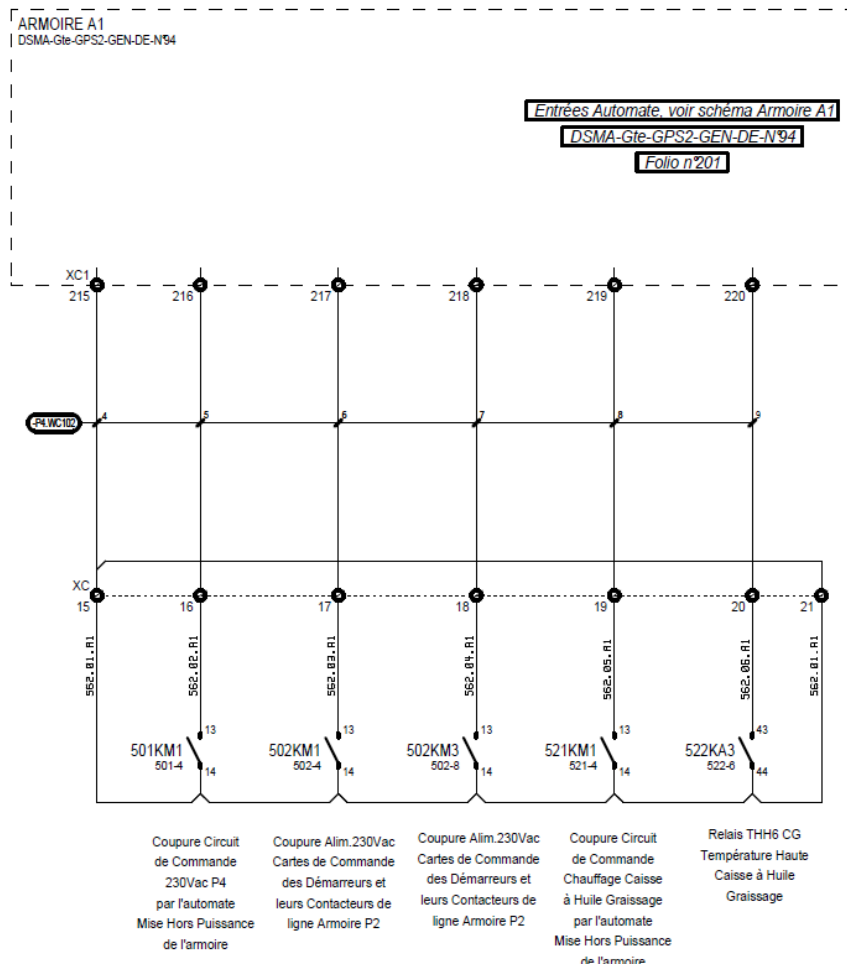 ARMOIRE A1
DSMA-Gte-GPS2-GEN-DE-N°94
Entrées Automate, voir schéma Armoire A1
DSMA-Gte-GPS2-GEN-DE-N°94
Folio n°201
XC1
215 216 217 218 219 220
-P4.WC102 4 5 6 7 8 9
XC
15 16 17 18 19 20 21
562.01.A1 562.02.A1 562.03.A1 562.04.A1 562.05.A1 562.06.A1 562.01.A1
13 13 13 13 43
501KM1 502KM1 502KM3 521KM1 522KA3
501-4 502-4 502-8 521-4 522-6
14 14 14 14 44
Coupure Circuit
de Commande
230Vac P4
par l'automate
Mise Hors Puissance
de l'armoire
Coupure Alim.230Vac
Cartes de Commande
des Démarreurs et
leurs Contacteurs de
ligne Armoire P2
Coupure Alim.230Vac
Cartes de Commande
des Démarreurs et
leurs Contacteurs de
ligne Armoire P2
Coupure Circuit
de Commande
Chauffage Caisse
à Huile Graissage
par l'automate
Mise Hors Puissance
de l'armoire
Relais THH6 CG
Température Haute
Caisse à Huile
Graissage